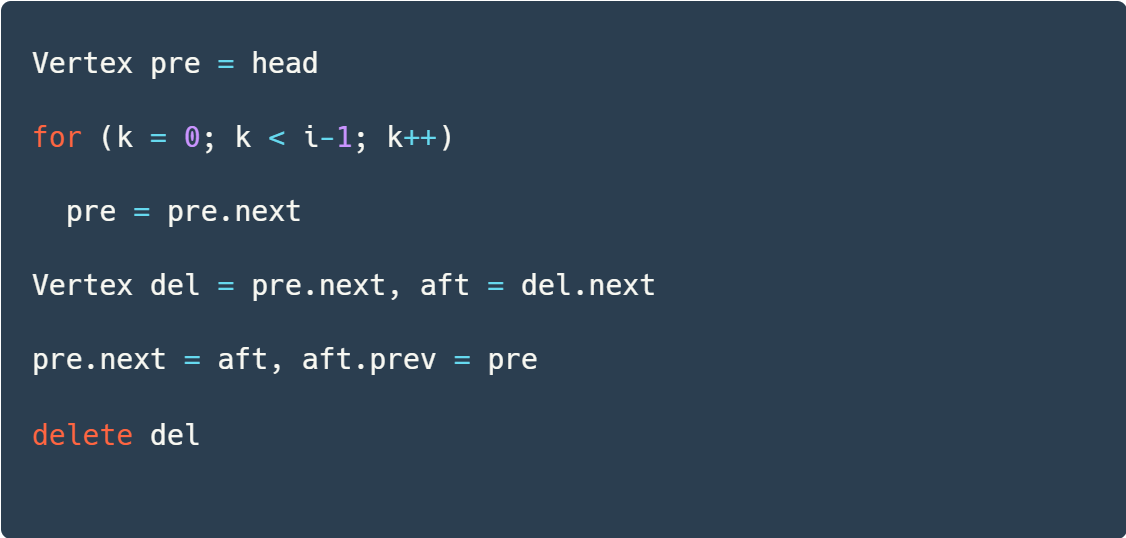 Vertex pre = head
for (k = 0; k < i-1; k++)
  pre = pre.next
Vertex del = pre.next, aft = del.next
pre.next = aft, aft.prev = pre
delete del